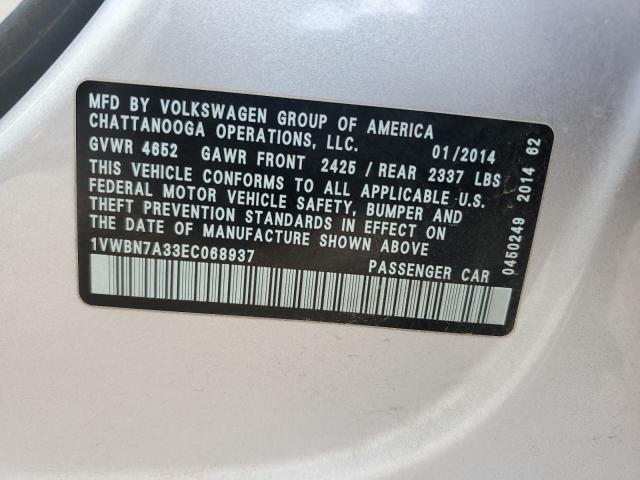 MFD BY VOLKSWAGEN GROUP OF AMERICA
CHATTANOOGA OPERATIONS, LLC. 01/2014
GVWR 4652 GAWR FRONT 2425 / REAR 2337 LBS
THIS VEHICLE CONFORMS TO ALL APPLICABLE U.S.
FEDERAL MOTOR VEHICLE SAFETY, BUMPER AND
THEFT PREVENTION STANDARDS IN EFFECT ON
THE DATE OF MANUFACTURE SHOWN ABOVE
1VWBN7A33EC068937 PASSENGER CAR
0450249 2014 62